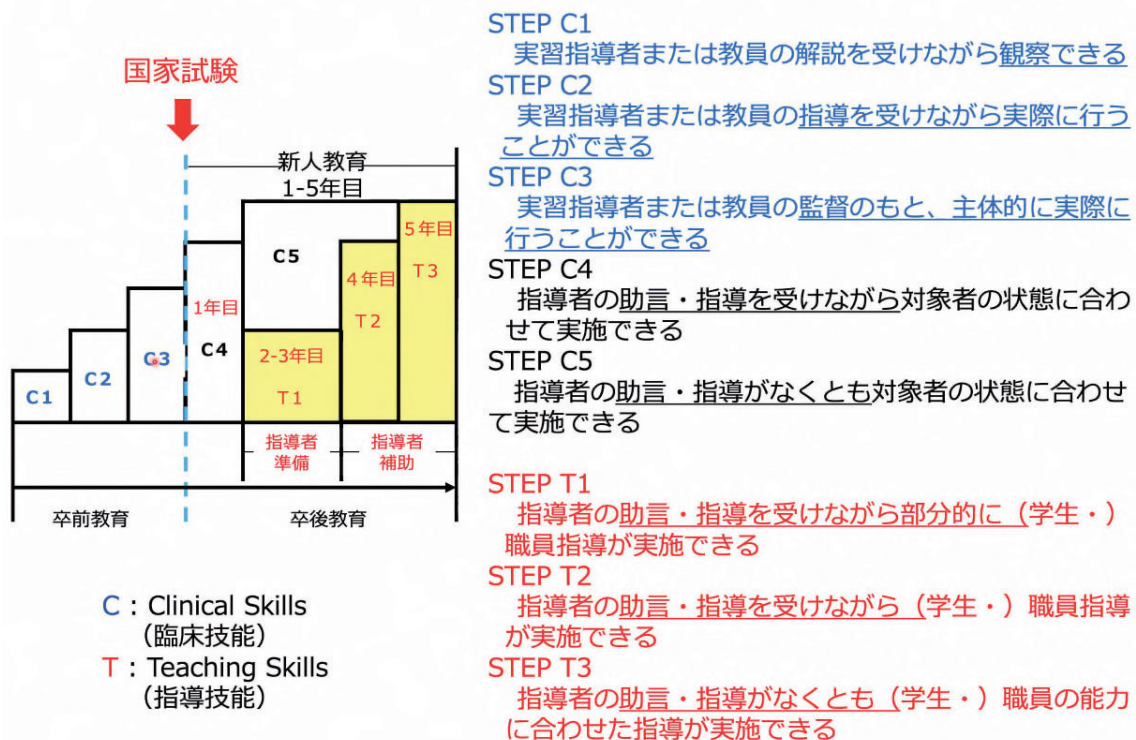 国家試験
新人教育
1-5年目
C1
C2
C3
1年目
C4
C5
2-3年目
T1
4年目
T2
5年目
T3
指導者
準備
指導者
補助
卒前教育
卒後教育
C：Clinical Skills
（臨床技能）
T：Teaching Skills
（指導技能）
STEP C1
実習指導者または教員の解説を受けながら観察できる
STEP C2
実習指導者または教員の指導を受けながら実際に行う
ことができる
STEP C3
実習指導者または教員の監督のもと、主体的に実際に
行うことができる
STEP C4
指導者の助言・指導を受けながら対象者の状態に合わ
せて実施できる
STEP C5
指導者の助言・指導がなくとも対象者の状態に合わせ
て実施できる
STEP T1
指導者の助言・指導を受けながら部分的に（学生・）
職員指導が実施できる
STEP T2
指導者の助言・指導を受けながら（学生・）職員指導
が実施できる
STEP T3
指導者の助言・指導がなくとも（学生・）職員の能力
に合わせた指導が実施できる